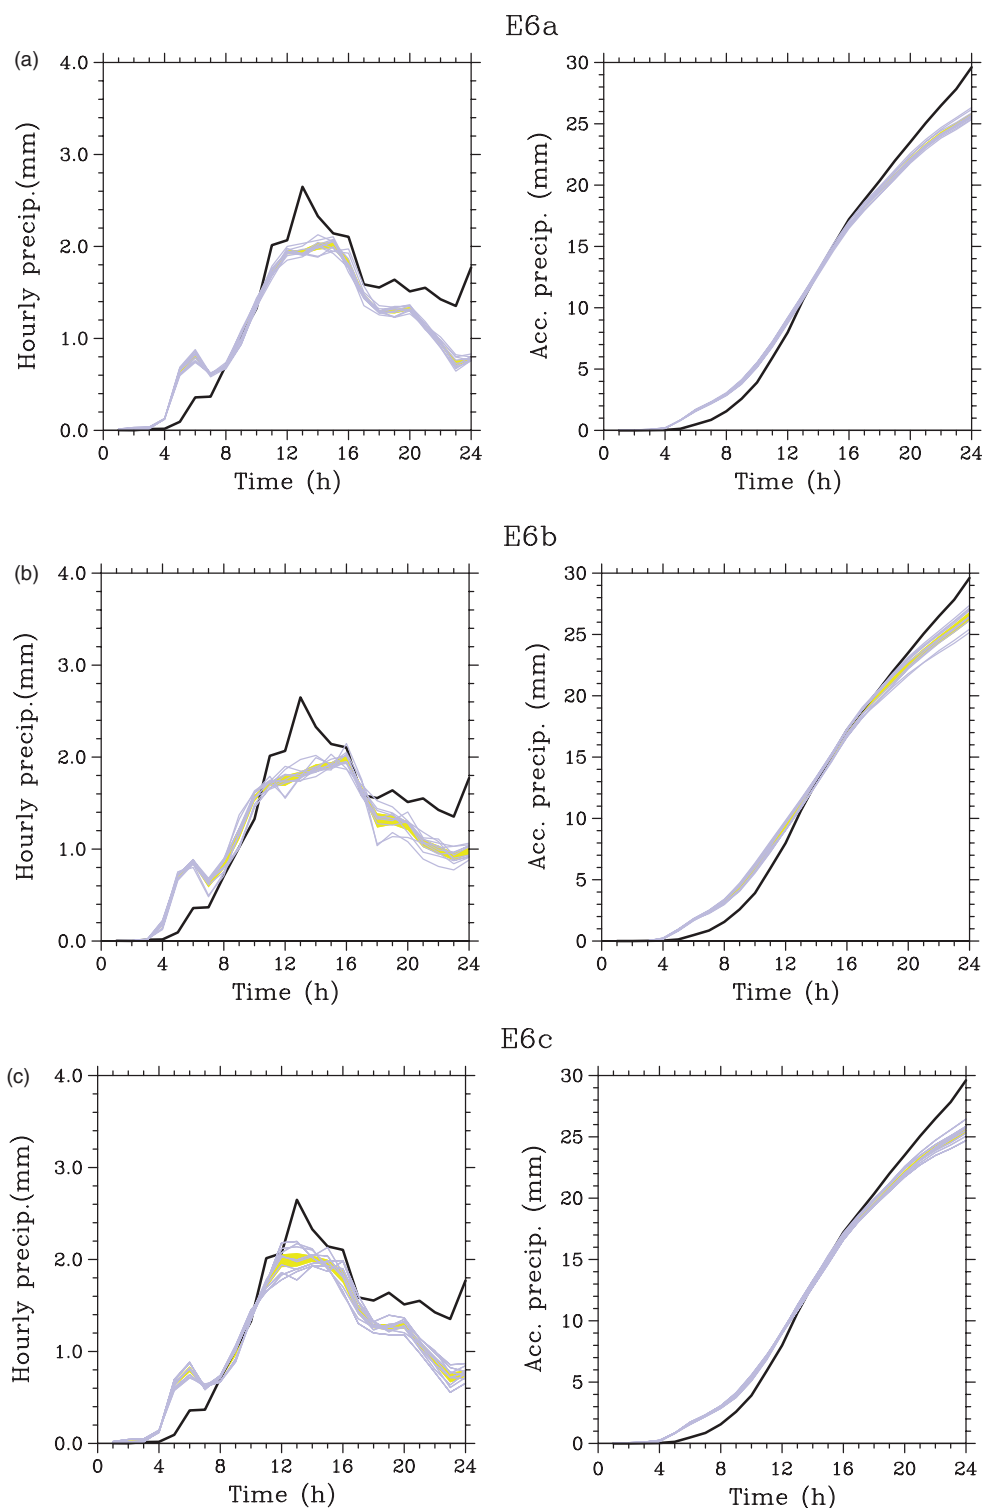 E6a
(a)
Hourly precip.(mm)
4.0
3.0
2.0
1.0
0.0
0 4 8 12 16 20 24
Time (h)
Acc. precip. (mm)
30
25
20
15
10
5
0
0 4 8 12 16 20 24
Time (h)
E6b
(b)
Hourly precip.(mm)
4.0
3.0
2.0
1.0
0.0
0 4 8 12 16 20 24
Time (h)
Acc. precip. (mm)
30
25
20
15
10
5
0
0 4 8 12 16 20 24
Time (h)
E6c
(c)
Hourly precip.(mm)
4.0
3.0
2.0
1.0
0.0
0 4 8 12 16 20 24
Time (h)
Acc. precip. (mm)
30
25
20
15
10
5
0
0 4 8 12 16 20 24
Time (h)